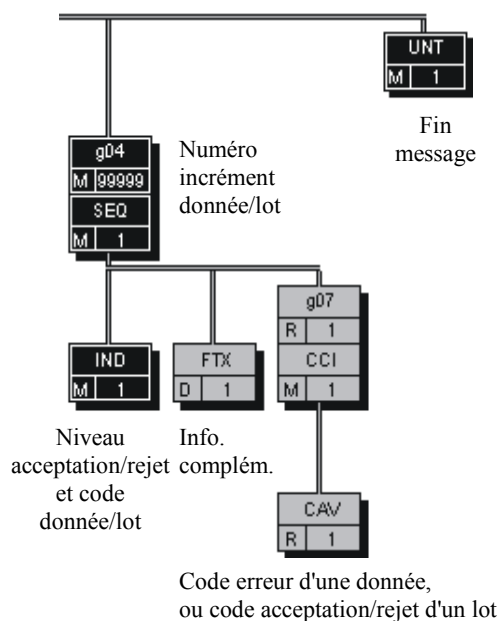 UNT
M 1
Fin
message
g04
M 99999
SEQ
M 1
Numéro
incrément
donnée/lot
g07
R 1
CCI
M 1
IND
M 1
FTX
D 1
Niveau
acceptation/rejet
et code
donnée/lot
Info.
complém.
CAV
R 1
Code erreur d'une donnée,
ou code acceptation/rejet d'un lot